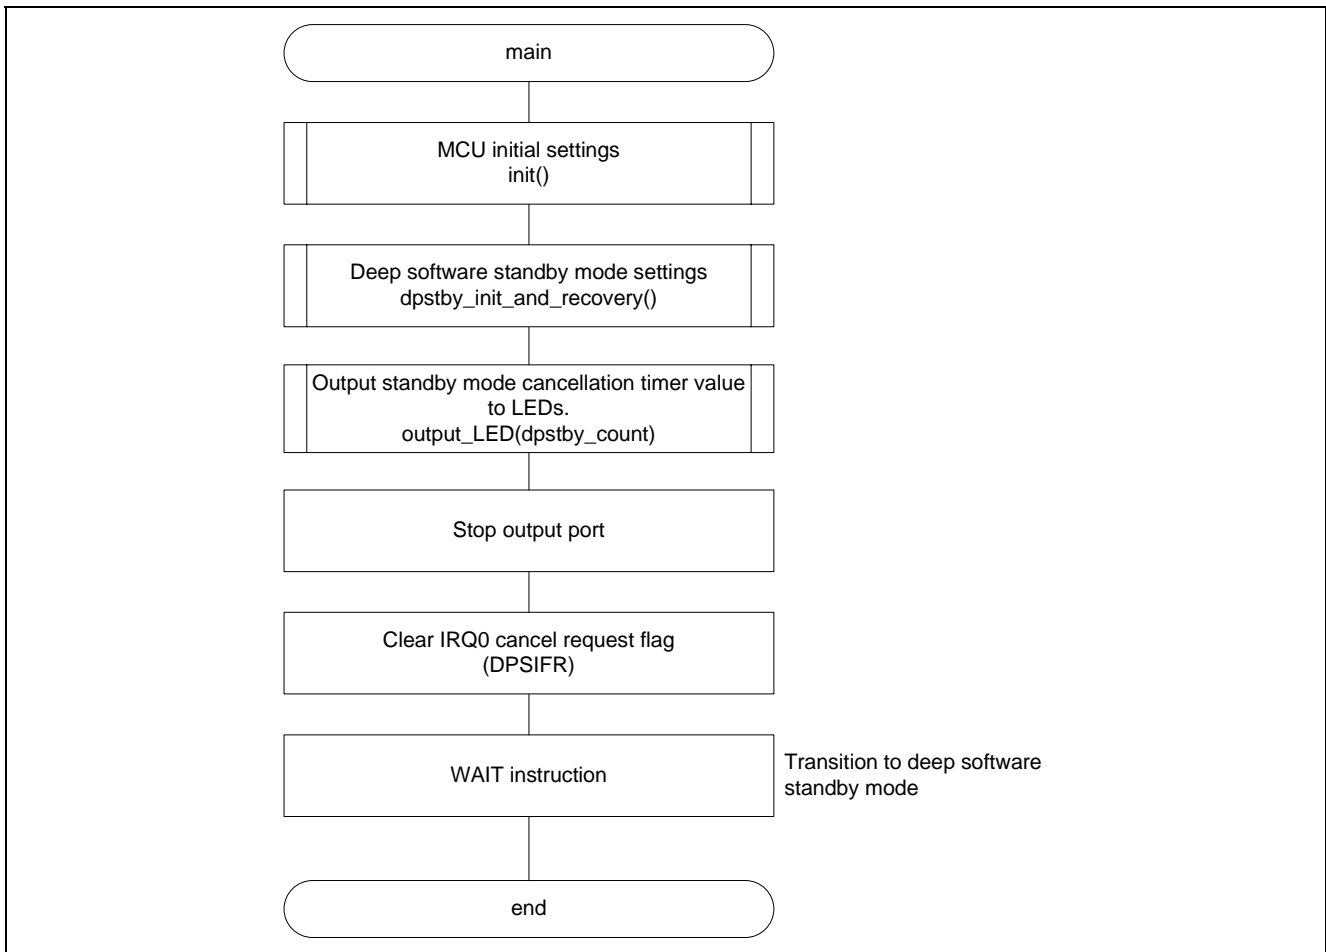 main
MCU initial settings
init()
Deep software standby mode settings
dpstby_init_and_recovery()
Output standby mode cancellation timer value
to LEDs.
output_LED(dpstby_count)
Stop output port
Clear IRQ0 cancel request flag
(DPSIFR)
WAIT instruction
Transition to deep software
standby mode
end